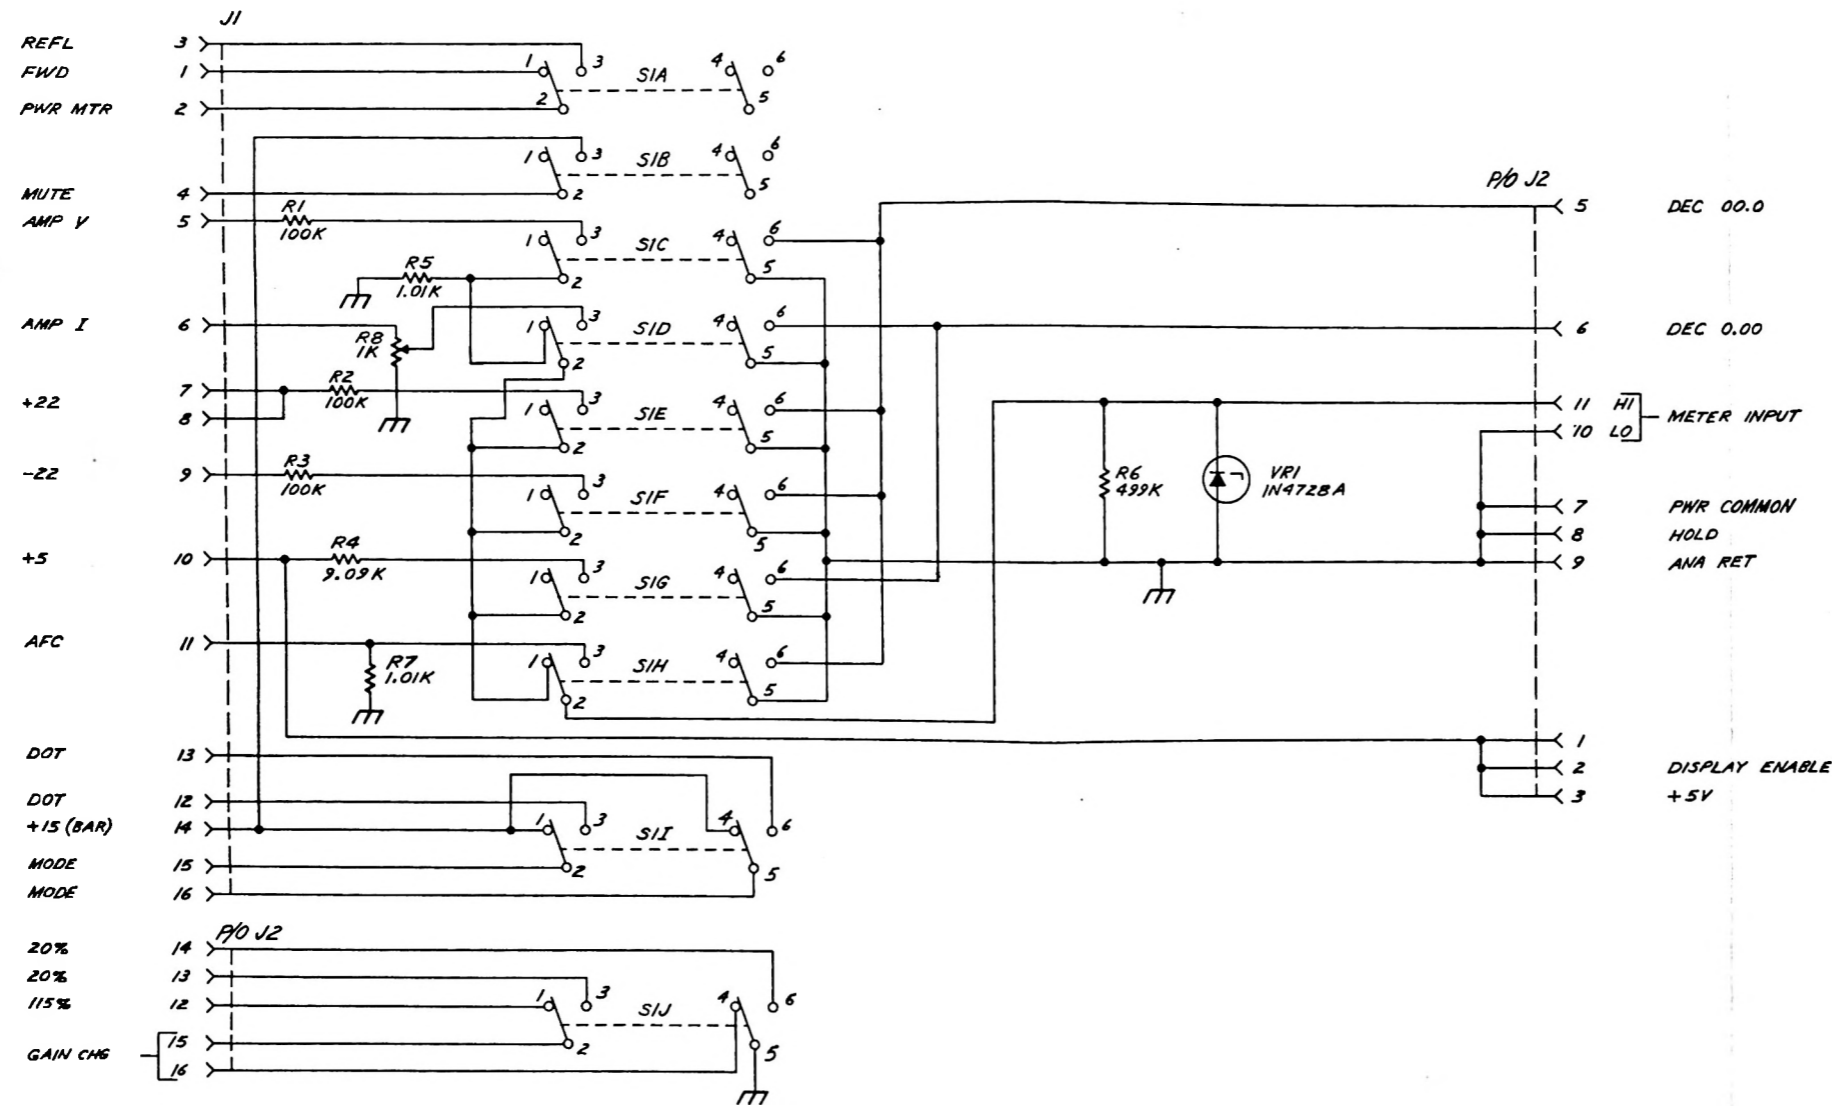 J1
REFL 3
FWD 1
PWR MTR 2
1 3 S1A 4 6
2 5
1 3 S1B 4 6
MUTE 4 2 5
P/O J2
AMP V 5 R1 100K
5 DEC 00.0
1 3 S1C 4 6
R5 1.01K 2 5
AMP I 6 R8 1K
1 3 S1D 4 6
6 DEC 0.00
2 5
+22 7 8 R2 100K
1 3 S1E 4 6
2 5
11 HI
10 LO
METER INPUT
-22 9 R3 100K
1 3 S1F 4 6
2 5
R6 499K
VR1 1N4728A
7 PWR COMMON
8 HOLD
9 ANA RET
+5 10 R4 9.09K
1 3 S1G 4 6
2 5
AFC 11 R7 1.01K
1 3 S1H 4 6
2 5
1
2 DISPLAY ENABLE
3 +5V
DOT 13
DOT 12
+15 (BAR) 14
1 3 S1I 4 6
MODE 15 2 5
MODE 16
P/O J2
20% 14
20% 13
115% 12
1 3 S1J 4 6
GAIN CHG 15 16
2 5